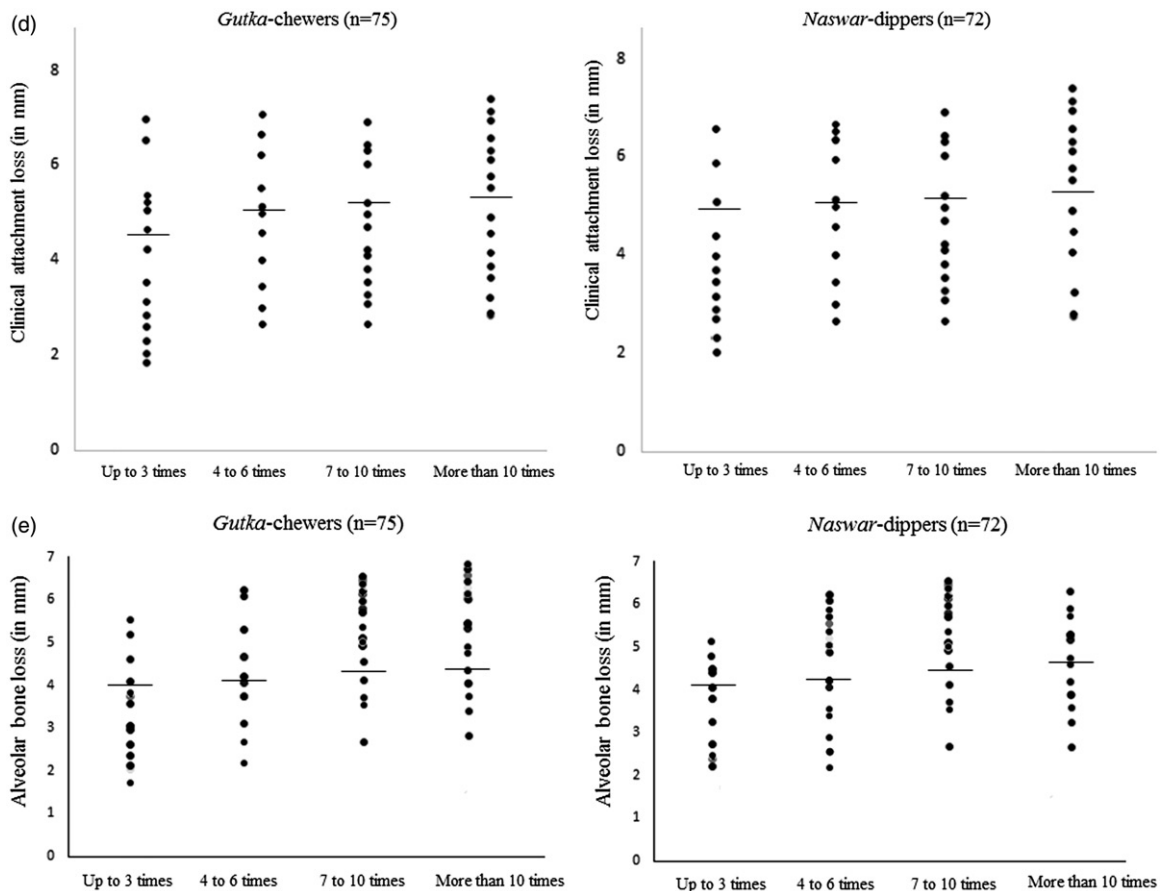 (d)
Gutka-chewers (n=75)
Clinical attachment loss (in mm)
8
6
4
2
0
Up to 3 times 4 to 6 times 7 to 10 times More than 10 times
Naswar-dippers (n=72)
Clinical attachment loss (in mm)
8
6
4
2
0
Up to 3 times 4 to 6 times 7 to 10 times More than 10 times
(e)
Gutka-chewers (n=75)
Alveolar bone loss (in mm)
7
6
5
4
3
2
1
0
Up to 3 times 4 to 6 times 7 to 10 times More than 10 times
Naswar-dippers (n=72)
Alveolar bone loss (in mm)
7
6
5
4
3
2
1
0
Up to 3 times 4 to 6 times 7 to 10 times More than 10 times